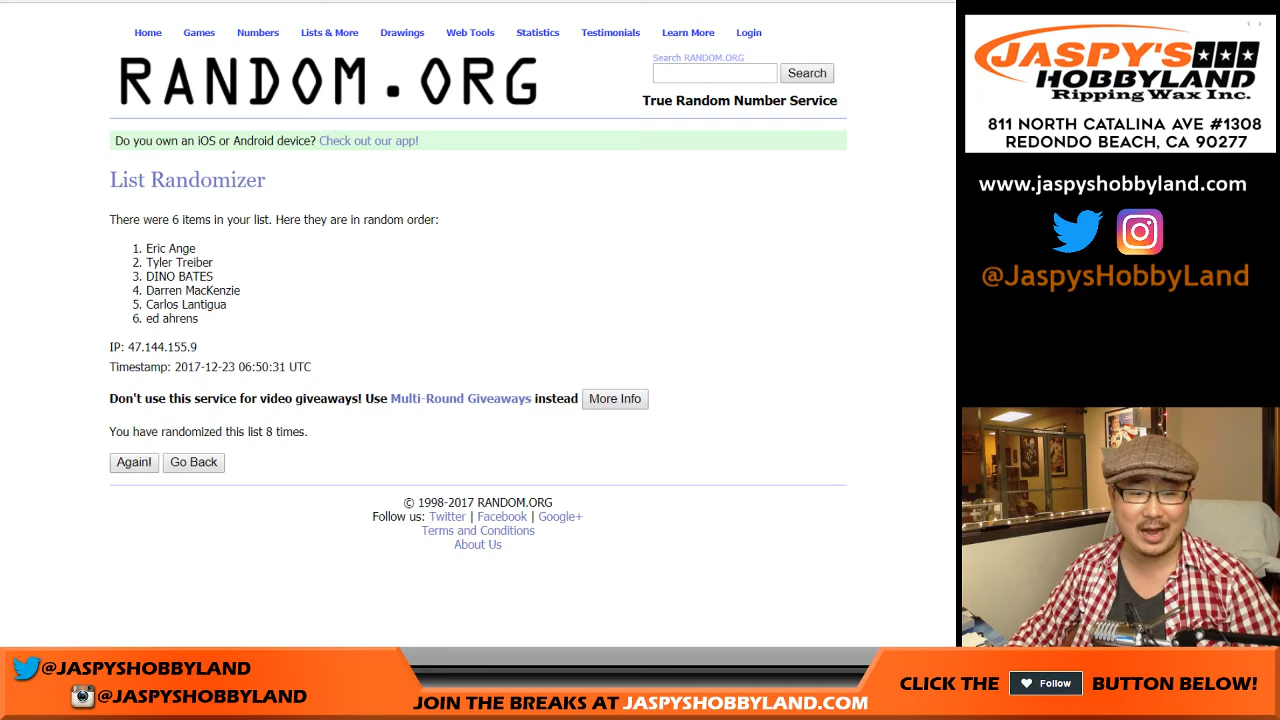 Home Games Numbers Lists & More Drawings Web Tools Statistics Testimonials Learn More Login
RANDOM.ORG
Search RANDOM.ORG
Search
True Random Number Service
Do you own an iOS or Android device? Check out our app!
List Randomizer
There were 6 items in your list. Here they are in random order:
1. Eric Ange
2. Tyler Treiber
3. DINO BATES
4. Darren MacKenzie
5. Carlos Lantigua
6. ed ahrens
IP: 47.144.155.9
Timestamp: 2017-12-23 06:50:31 UTC
Don't use this service for video giveaways! Use Multi-Round Giveaways instead More Info
You have randomized this list 8 times.
Again! Go Back
© 1998-2017 RANDOM.ORG
Follow us: Twitter | Facebook | Google+
Terms and Conditions
About Us
JASPY'S
HOBBYLAND
Ripping Wax Inc.
811 NORTH CATALINA AVE #1308
REDONDO BEACH, CA 90277
www.jaspyshobbyland.com
@JaspysHobbyLand
@JASPYSHOBBYLAND
@JASPYSHOBBYLAND
JOIN THE BREAKS AT JASPYSHOBBYLAND.COM
CLICK THE Follow BUTTON BELOW!